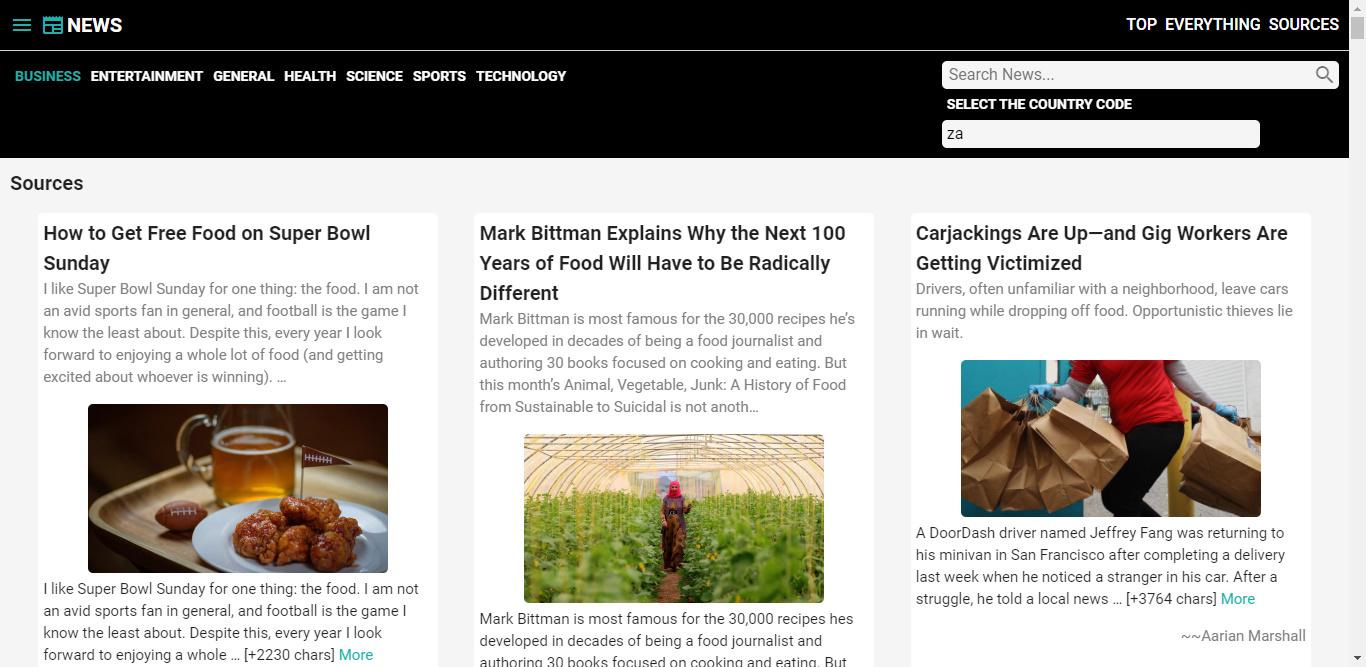 NEWS
TOP EVERYTHING SOURCES
BUSINESS ENTERTAINMENT GENERAL HEALTH SCIENCE SPORTS TECHNOLOGY
Search News...
SELECT THE COUNTRY CODE
za
Sources
How to Get Free Food on Super Bowl
Sunday
I like Super Bowl Sunday for one thing: the food. I am not
an avid sports fan in general, and football is the game I
know the least about. Despite this, every year I look
forward to enjoying a whole lot of food (and getting
excited about whoever is winning). …
I like Super Bowl Sunday for one thing: the food. I am not
an avid sports fan in general, and football is the game I
know the least about. Despite this, every year I look
forward to enjoying a whole … [+2230 chars] More
Mark Bittman Explains Why the Next 100
Years of Food Will Have to Be Radically
Different
Mark Bittman is most famous for the 30,000 recipes he’s
developed in decades of being a food journalist and
authoring 30 books focused on cooking and eating. But
this month’s Animal, Vegetable, Junk: A History of Food
from Sustainable to Suicidal is not anoth…
Mark Bittman is most famous for the 30,000 recipes hes
developed in decades of being a food journalist and
authoring 30 books focused on cooking and eating. But
Carjackings Are Up—and Gig Workers Are
Getting Victimized
Drivers, often unfamiliar with a neighborhood, leave cars
running while dropping off food. Opportunistic thieves lie
in wait.
A DoorDash driver named Jeffrey Fang was returning to
his minivan in San Francisco after completing a delivery
last week when he noticed a stranger in his car. After a
struggle, he told a local news … [+3764 chars] More
~~Aarian Marshall